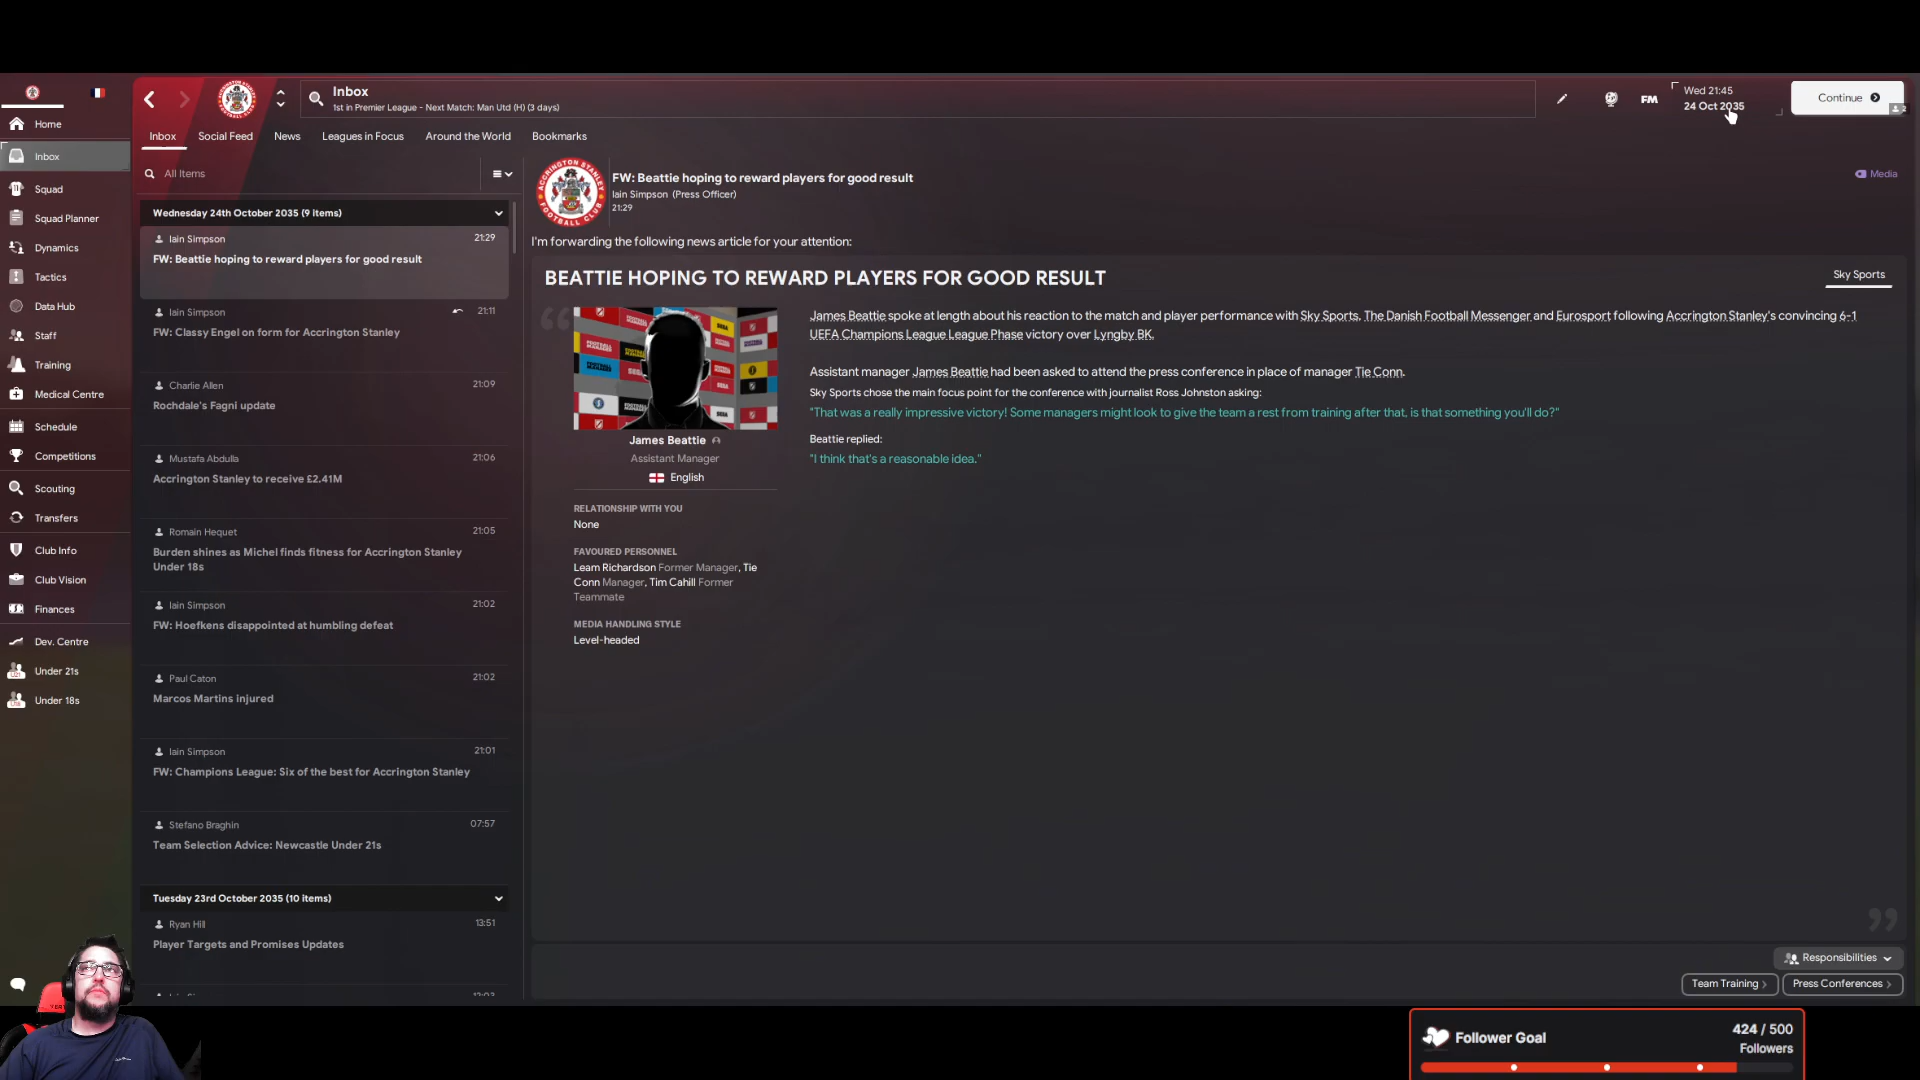 Inbox
1st in Premier League - Next Match: Man Utd (H) (3 days)
FM
Wed 21:45
24 Oct 2035
Continue
2
Home
Inbox
Squad
Squad Planner
Dynamics
Tactics
Data Hub
Staff
Training
Medical Centre
Schedule
Competitions
Scouting
Transfers
Club Info
Club Vision
Finances
Dev. Centre
Under 21s
Under 18s
Inbox Social Feed News Leagues in Focus Around the World Bookmarks
All Items
Wednesday 24th October 2035 (9 items)
Iain Simpson 21:29
FW: Beattie hoping to reward players for good result
Iain Simpson 21:11
FW: Classy Engel on form for Accrington Stanley
Charlie Allen 21:09
Rochdale's Fagni update
Mustafa Abdulla 21:06
Accrington Stanley to receive £2.41M
Romain Hequet 21:05
Burden shines as Michel finds fitness for Accrington Stanley
Under 18s
Iain Simpson 21:02
FW: Hoefkens disappointed at humbling defeat
Paul Caton 21:02
Marcos Martins injured
Iain Simpson 21:01
FW: Champions League: Six of the best for Accrington Stanley
Stefano Braghin 07:57
Team Selection Advice: Newcastle Under 21s
Tuesday 23rd October 2035 (10 items)
Ryan Hill 13:51
Player Targets and Promises Updates
ACCRINGTON STANLEY
FOOTBALL CLUB
FW: Beattie hoping to reward players for good result
Iain Simpson (Press Officer)
21:29
Media
I'm forwarding the following news article for your attention:
BEATTIE HOPING TO REWARD PLAYERS FOR GOOD RESULT
Sky Sports
James Beattie
Assistant Manager
English
RELATIONSHIP WITH YOU
None
FAVOURED PERSONNEL
Leam Richardson Former Manager, Tie
Conn Manager, Tim Cahill Former
Teammate
MEDIA HANDLING STYLE
Level-headed
James Beattie spoke at length about his reaction to the match and player performance with Sky Sports, The Danish Football Messenger and Eurosport following Accrington Stanley's convincing 6-1
UEFA Champions League League Phase victory over Lyngby BK.
Assistant manager James Beattie had been asked to attend the press conference in place of manager Tie Conn.
Sky Sports chose the main focus point for the conference with journalist Ross Johnston asking:
"That was a really impressive victory! Some managers might look to give the team a rest from training after that, is that something you'll do?"
Beattie replied:
"I think that's a reasonable idea."
Responsibilities
Team Training
Press Conferences
Follower Goal
424 / 500
Followers